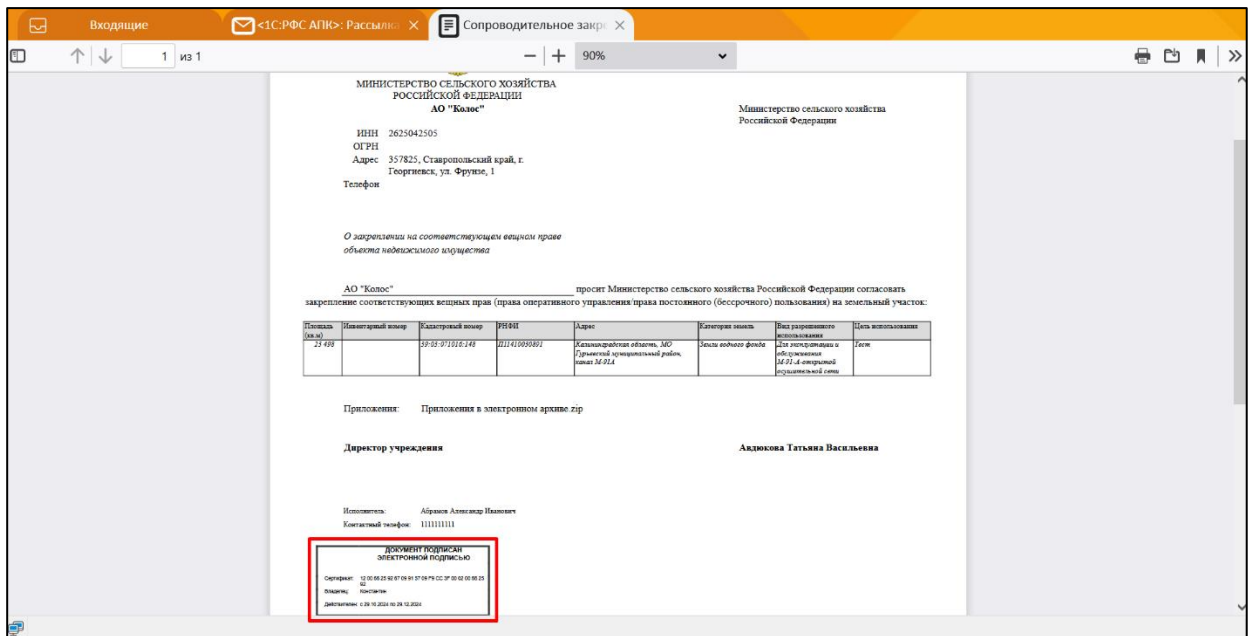 Входящие
<1С:РФС АПК>: Рассылка
Сопроводительное закр
1 из 1
90%
МИНИСТЕРСТВО СЕЛЬСКОГО ХОЗЯЙСТВА
РОССИЙСКОЙ ФЕДЕРАЦИИ
АО "Колос"
Министерство сельского хозяйства
Российской Федерации
ИНН 2625042505
ОГРН
Адрес 357825, Ставропольский край, г.
Георгиевск, ул. Фрунзе, 1
Телефон
О закреплении на соответствующем вещном праве
объекта недвижимого имущества
АО "Колос" просит Министерство сельского хозяйства Российской Федерации согласовать
закрепление соответствующих вещных прав (права оперативного управления/права постоянного (бессрочного) пользования) на земельный участок:
Площадь (кв.м) Инвентарный номер Кадастровый номер РНФИ Адрес Категория земель Вид разрешенного использования Цель использования
25 498 39:03:071010:148 П11410050891 Калининградская область, МО Гурьевский муниципальный район, канал М-91А Земли водного фонда Для эксплуатации и обслуживания М-91-А-открытой осушительной сети Тест
Приложения: Приложения в электронном архиве.zip
Директор учреждения Авдюкова Татьяна Васильевна
Исполнитель: Абрамов Александр Иванович
Контактный телефон: 1111111111
ДОКУМЕНТ ПОДПИСАН
ЭЛЕКТРОННОЙ ПОДПИСЬЮ
Сертификат:
Владелец: Константин
Действителен: с 29.10.2024 по 29.12.2024